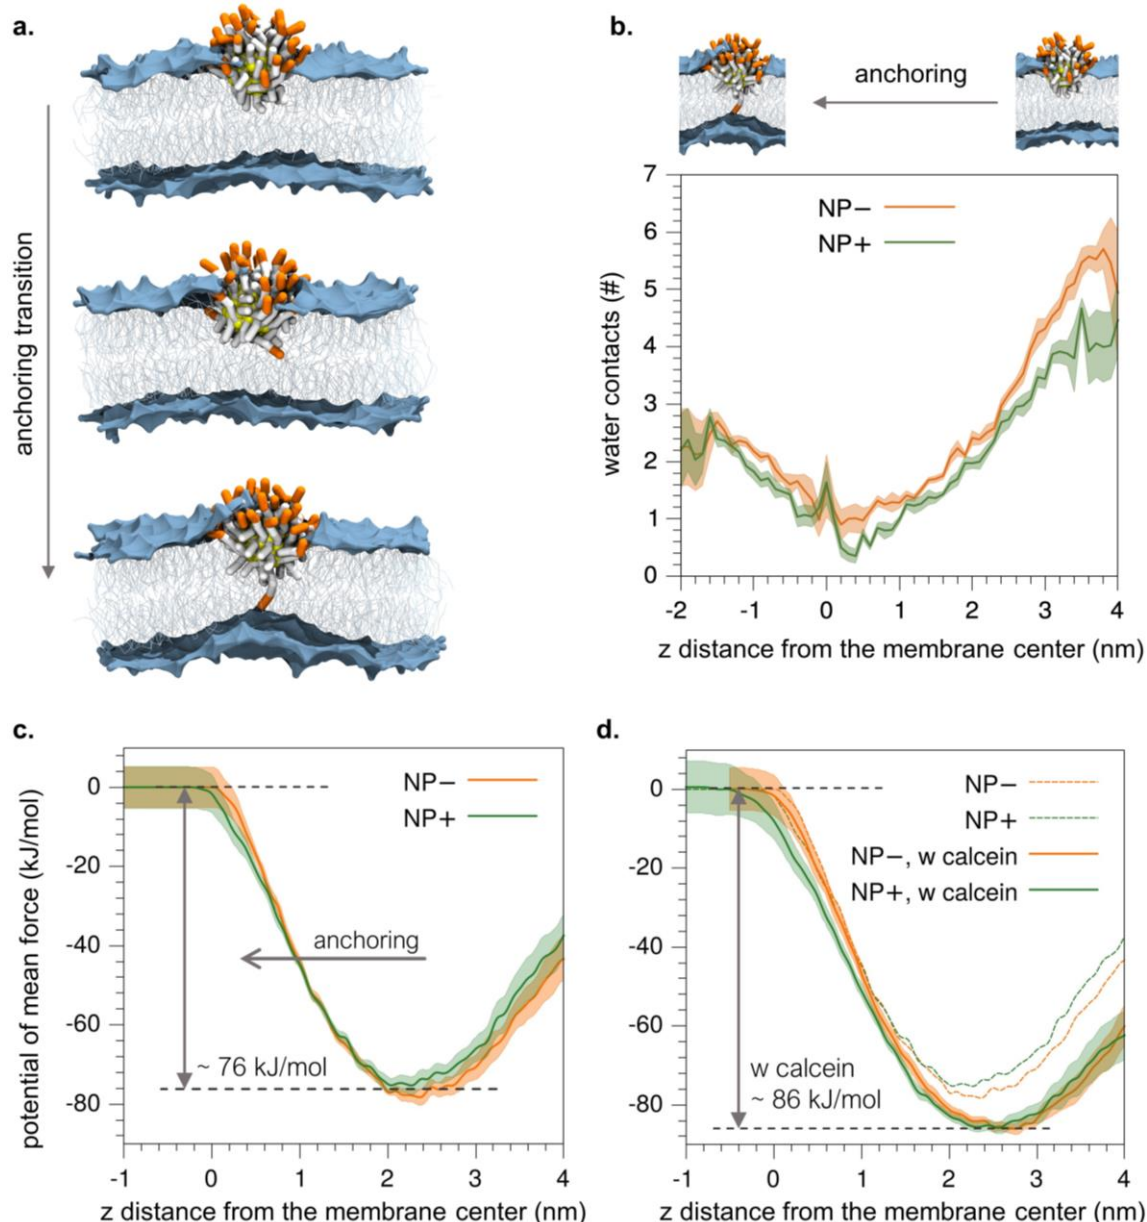 a.
anchoring transition
b.
anchoring
7
6
5
4
3
2
1
0
water contacts (#)
NP−
NP+
-2 -1 0 1 2 3 4
z distance from the membrane center (nm)
c.
0
-20
-40
-60
-80
potential of mean force (kJ/mol)
NP−
NP+
anchoring
~ 76 kJ/mol
-1 0 1 2 3 4
z distance from the membrane center (nm)
d.
0
-20
-40
-60
-80
NP−
NP+
NP−, w calcein
NP+, w calcein
w calcein
~ 86 kJ/mol
-1 0 1 2 3 4
z distance from the membrane center (nm)